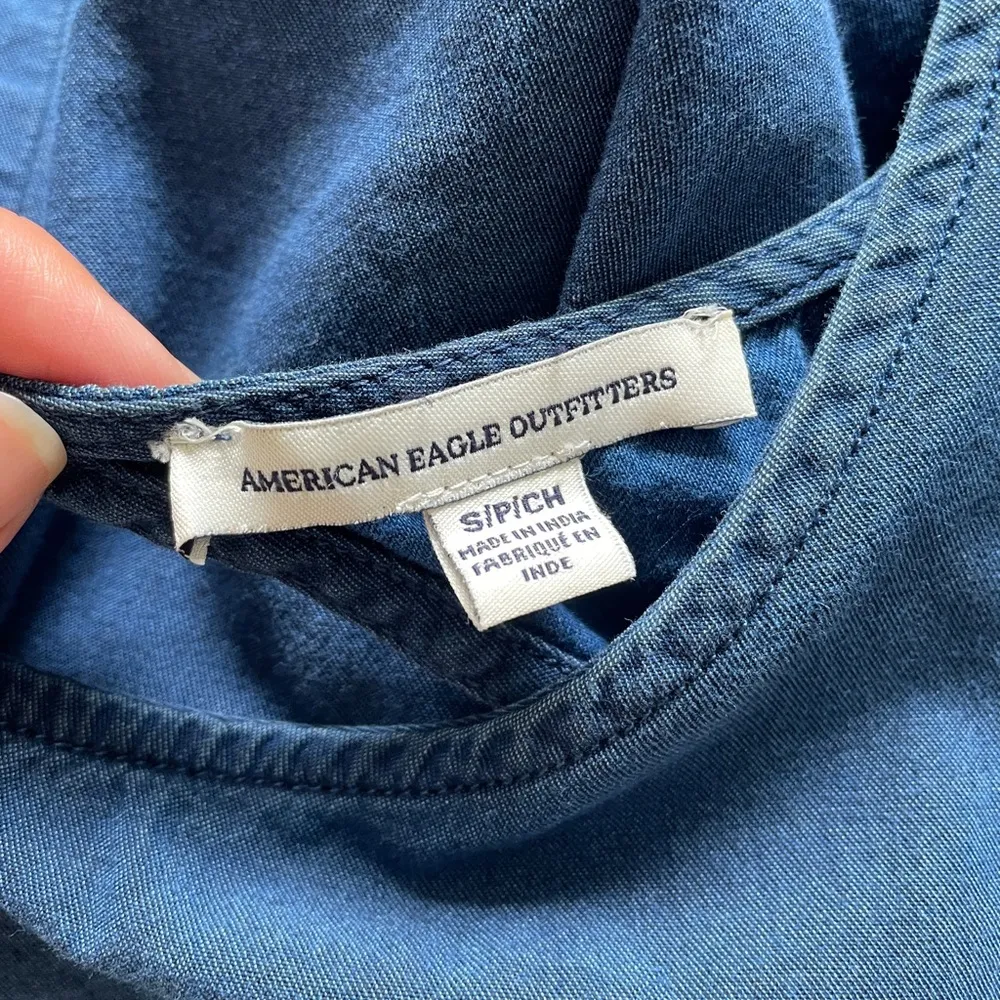 AMERICAN EAGLE OUTFITTERS
S/P/CH
MADE IN INDIA
FABRIQUÉ EN
INDE